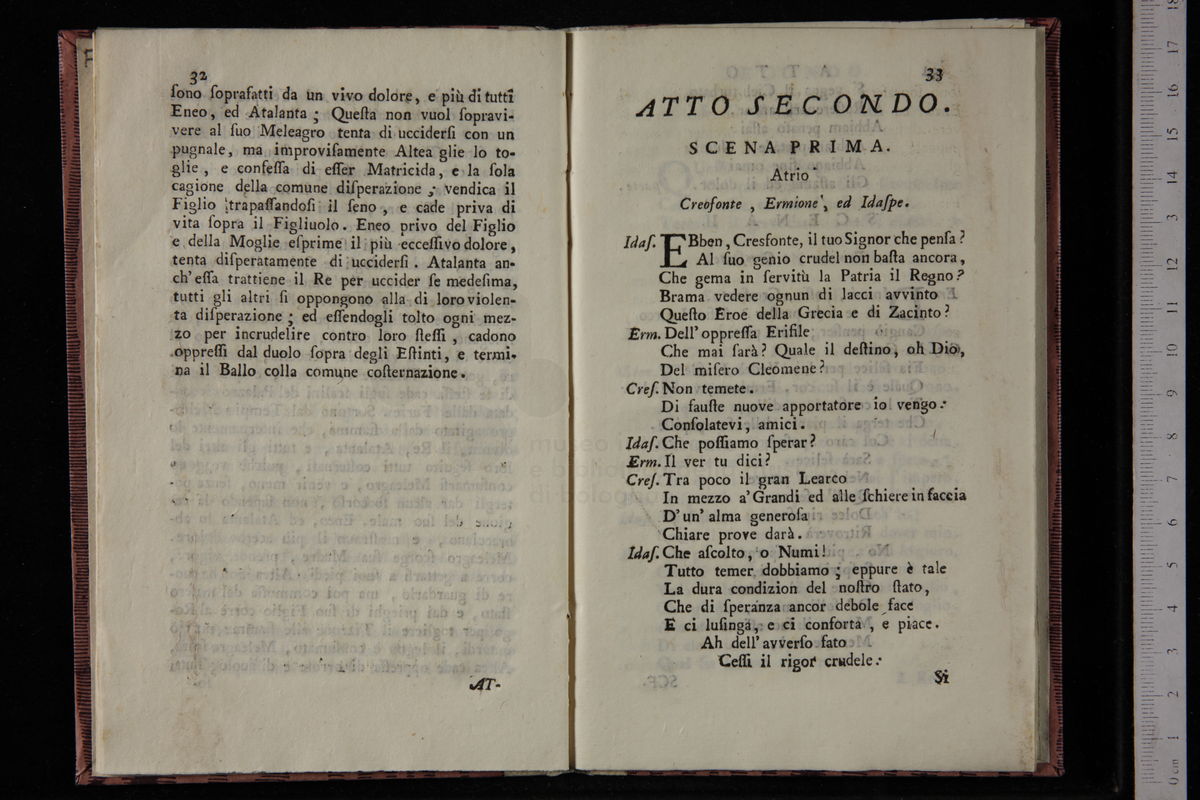 32
ſono ſoprafatti da un vivo dolore, e più di tutti
Eneo, ed Atalanta; Queſta non vuol ſopravi-
vere al ſuo Meleagro tenta di ucciderſi con un
pugnale, ma improviſamente Altea glie lo to-
glie, e confeſſa di eſſer Matricida, e la ſola
cagione della comune diſperazione; vendica il
Figlio trapaſſandoſi il ſeno, e cade priva di
vita ſopra il Figliuolo. Eneo privo del Figlio
e della Moglie eſprime il più ecceſſivo dolore,
tenta diſperatamente di ucciderſi. Atalanta an-
ch'eſſa trattiene il Re per uccider ſe medeſima,
tutti gli altri ſi oppongono alla di loro violen-
ta diſperazione; ed eſſendogli tolto ogni mez-
zo per incrudelire contro loro ſteſſi, cadono
oppreſſi dal duolo ſopra degli Eſtinti, e termi-
na il Ballo colla comune coſternazione.
AT-
33
ATTO SECONDO.
SCENA PRIMA.
Atrio
Creofonte, Ermione, ed Idaſpe.
Idaſ. EBben, Cresfonte, il tuo Signor che penſa?
Al ſuo genio crudel non baſta ancora,
Che gema in ſervitù la Patria il Regno?
Brama vedere ognun di lacci avvinto
Queſto Eroe della Grecia e di Zacinto?
Erm. Dell' oppreſſa Erifile
Che mai ſarà? Quale il deſtino, oh Dio,
Del miſero Cleomene?
Creſ. Non temete.
Di fauſte nuove apportatore io vengo:
Conſolatevi, amici.
Idaſ. Che poſſiamo ſperar?
Erm. Il ver tu dici?
Creſ. Tra poco il gran Learco
In mezzo a' Grandi ed alle ſchiere in faccia
D' un' alma generoſa
Chiare prove darà.
Idaſ. Che aſcolto, o Numi!
Tutto temer dobbiamo; eppure è tale
La dura condizion del noſtro ſtato,
Che di ſperanza ancor debole face
E ci luſinga, e ci conforta, e piace.
Ah dell' avverſo fato
Ceſſi il rigor crudele:
Si